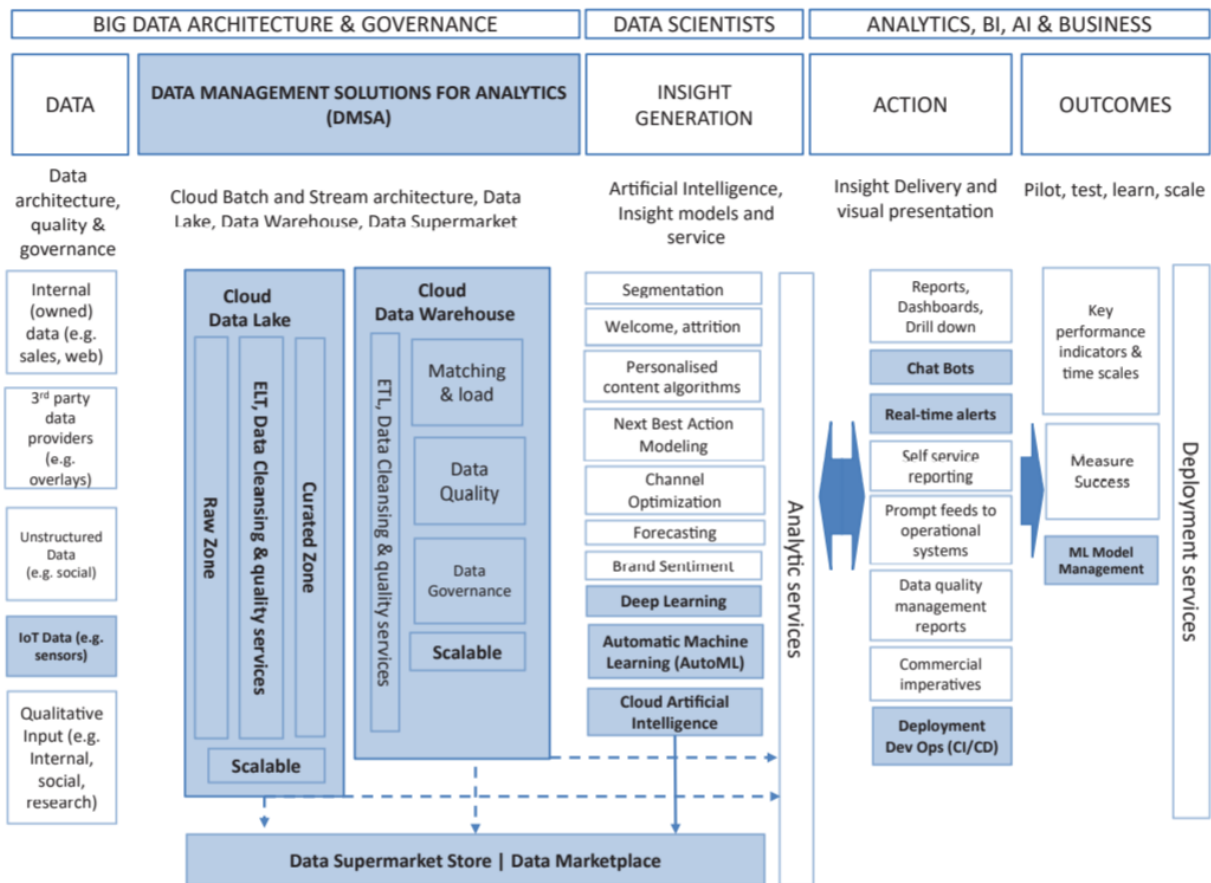 BIG DATA ARCHITECTURE & GOVERNANCE
DATA SCIENTISTS
ANALYTICS, BI, AI & BUSINESS
DATA
DATA MANAGEMENT SOLUTIONS FOR ANALYTICS
(DMSA)
INSIGHT
GENERATION
ACTION
OUTCOMES
Data
architecture,
quality &
governance
Cloud Batch and Stream architecture, Data
Lake, Data Warehouse, Data Supermarket
Artificial Intelligence,
Insight models and
service
Insight Delivery and
visual presentation
Pilot, test, learn, scale
Internal
(owned)
data (e.g.
sales, web)
3rd party
data
providers
(e.g.
overlays)
Unstructured
Data
(e.g. social)
IoT Data (e.g.
sensors)
Qualitative
Input (e.g.
Internal,
social,
research)
Cloud
Data Lake
Raw Zone
ELT, Data Cleansing & quality services
Curated Zone
Scalable
Cloud
Data Warehouse
ETL, Data Cleansing & quality services
Matching
& load
Data
Quality
Data
Governance
Scalable
Segmentation
Welcome, attrition
Personalised
content algorithms
Next Best Action
Modeling
Channel
Optimization
Forecasting
Brand Sentiment
Deep Learning
Automatic Machine
Learning (AutoML)
Cloud Artificial
Intelligence
Analytic services
Reports,
Dashboards,
Drill down
Chat Bots
Real-time alerts
Self service
reporting
Prompt feeds to
operational
systems
Data quality
management
reports
Commercial
imperatives
Deployment
Dev Ops (CI/CD)
Key
performance
indicators &
time scales
Measure
Success
ML Model
Management
Deployment services
Data Supermarket Store | Data Marketplace